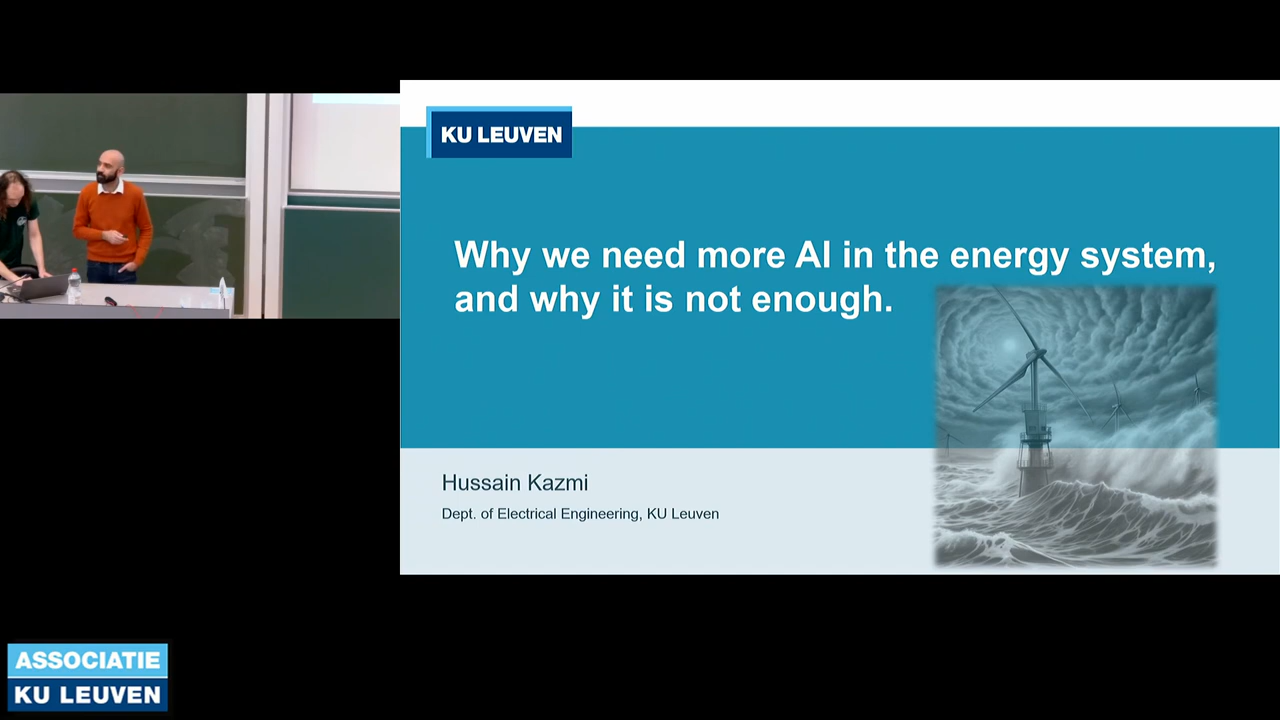 KU LEUVEN
Why we need more AI in the energy system,
and why it is not enough.
Hussain Kazmi
Dept. of Electrical Engineering, KU Leuven
ASSOCIATIE
KU LEUVEN